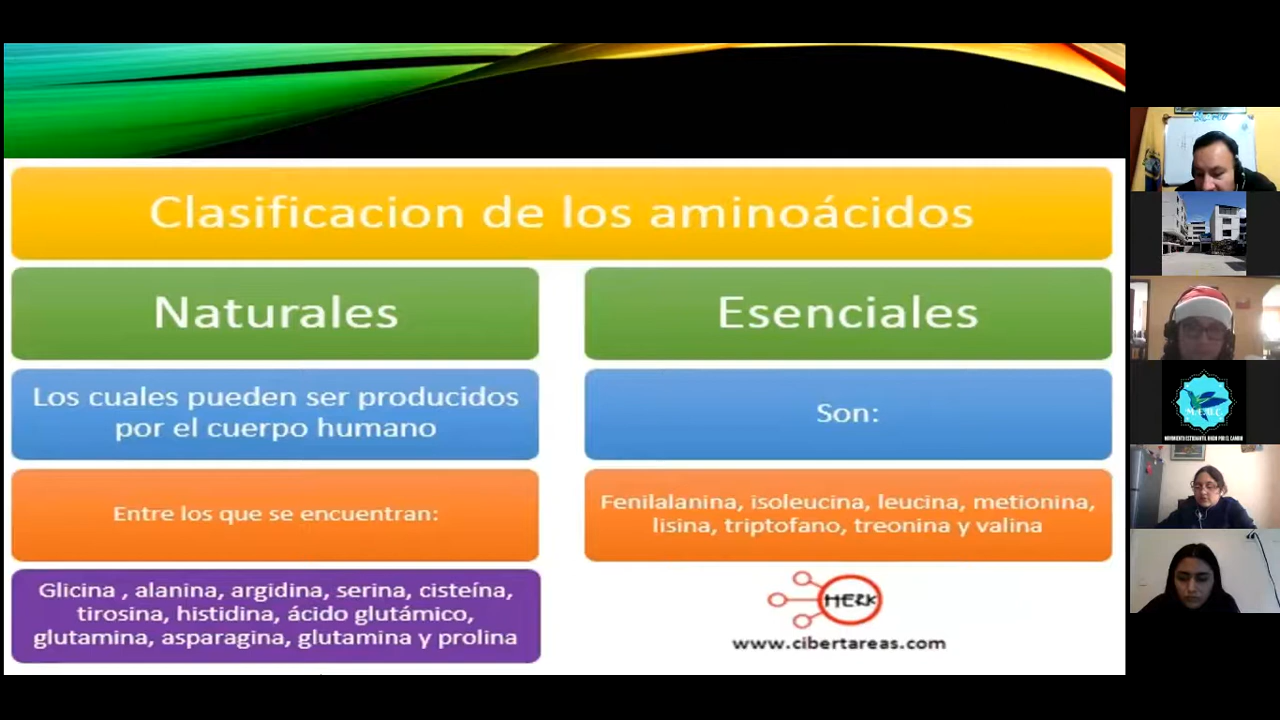 Clasificacion de los aminoácidos
Naturales
Los cuales pueden ser producidos
por el cuerpo humano
Entre los que se encuentran:
Glicina , alanina, argidina, serina, cisteína,
tirosina, histidina, ácido glutámico,
glutamina, asparagina, glutamina y prolina
Esenciales
Son:
Fenilalanina, isoleucina, leucina, metionina,
lisina, triptofano, treonina y valina
MERK
www.cibertareas.com